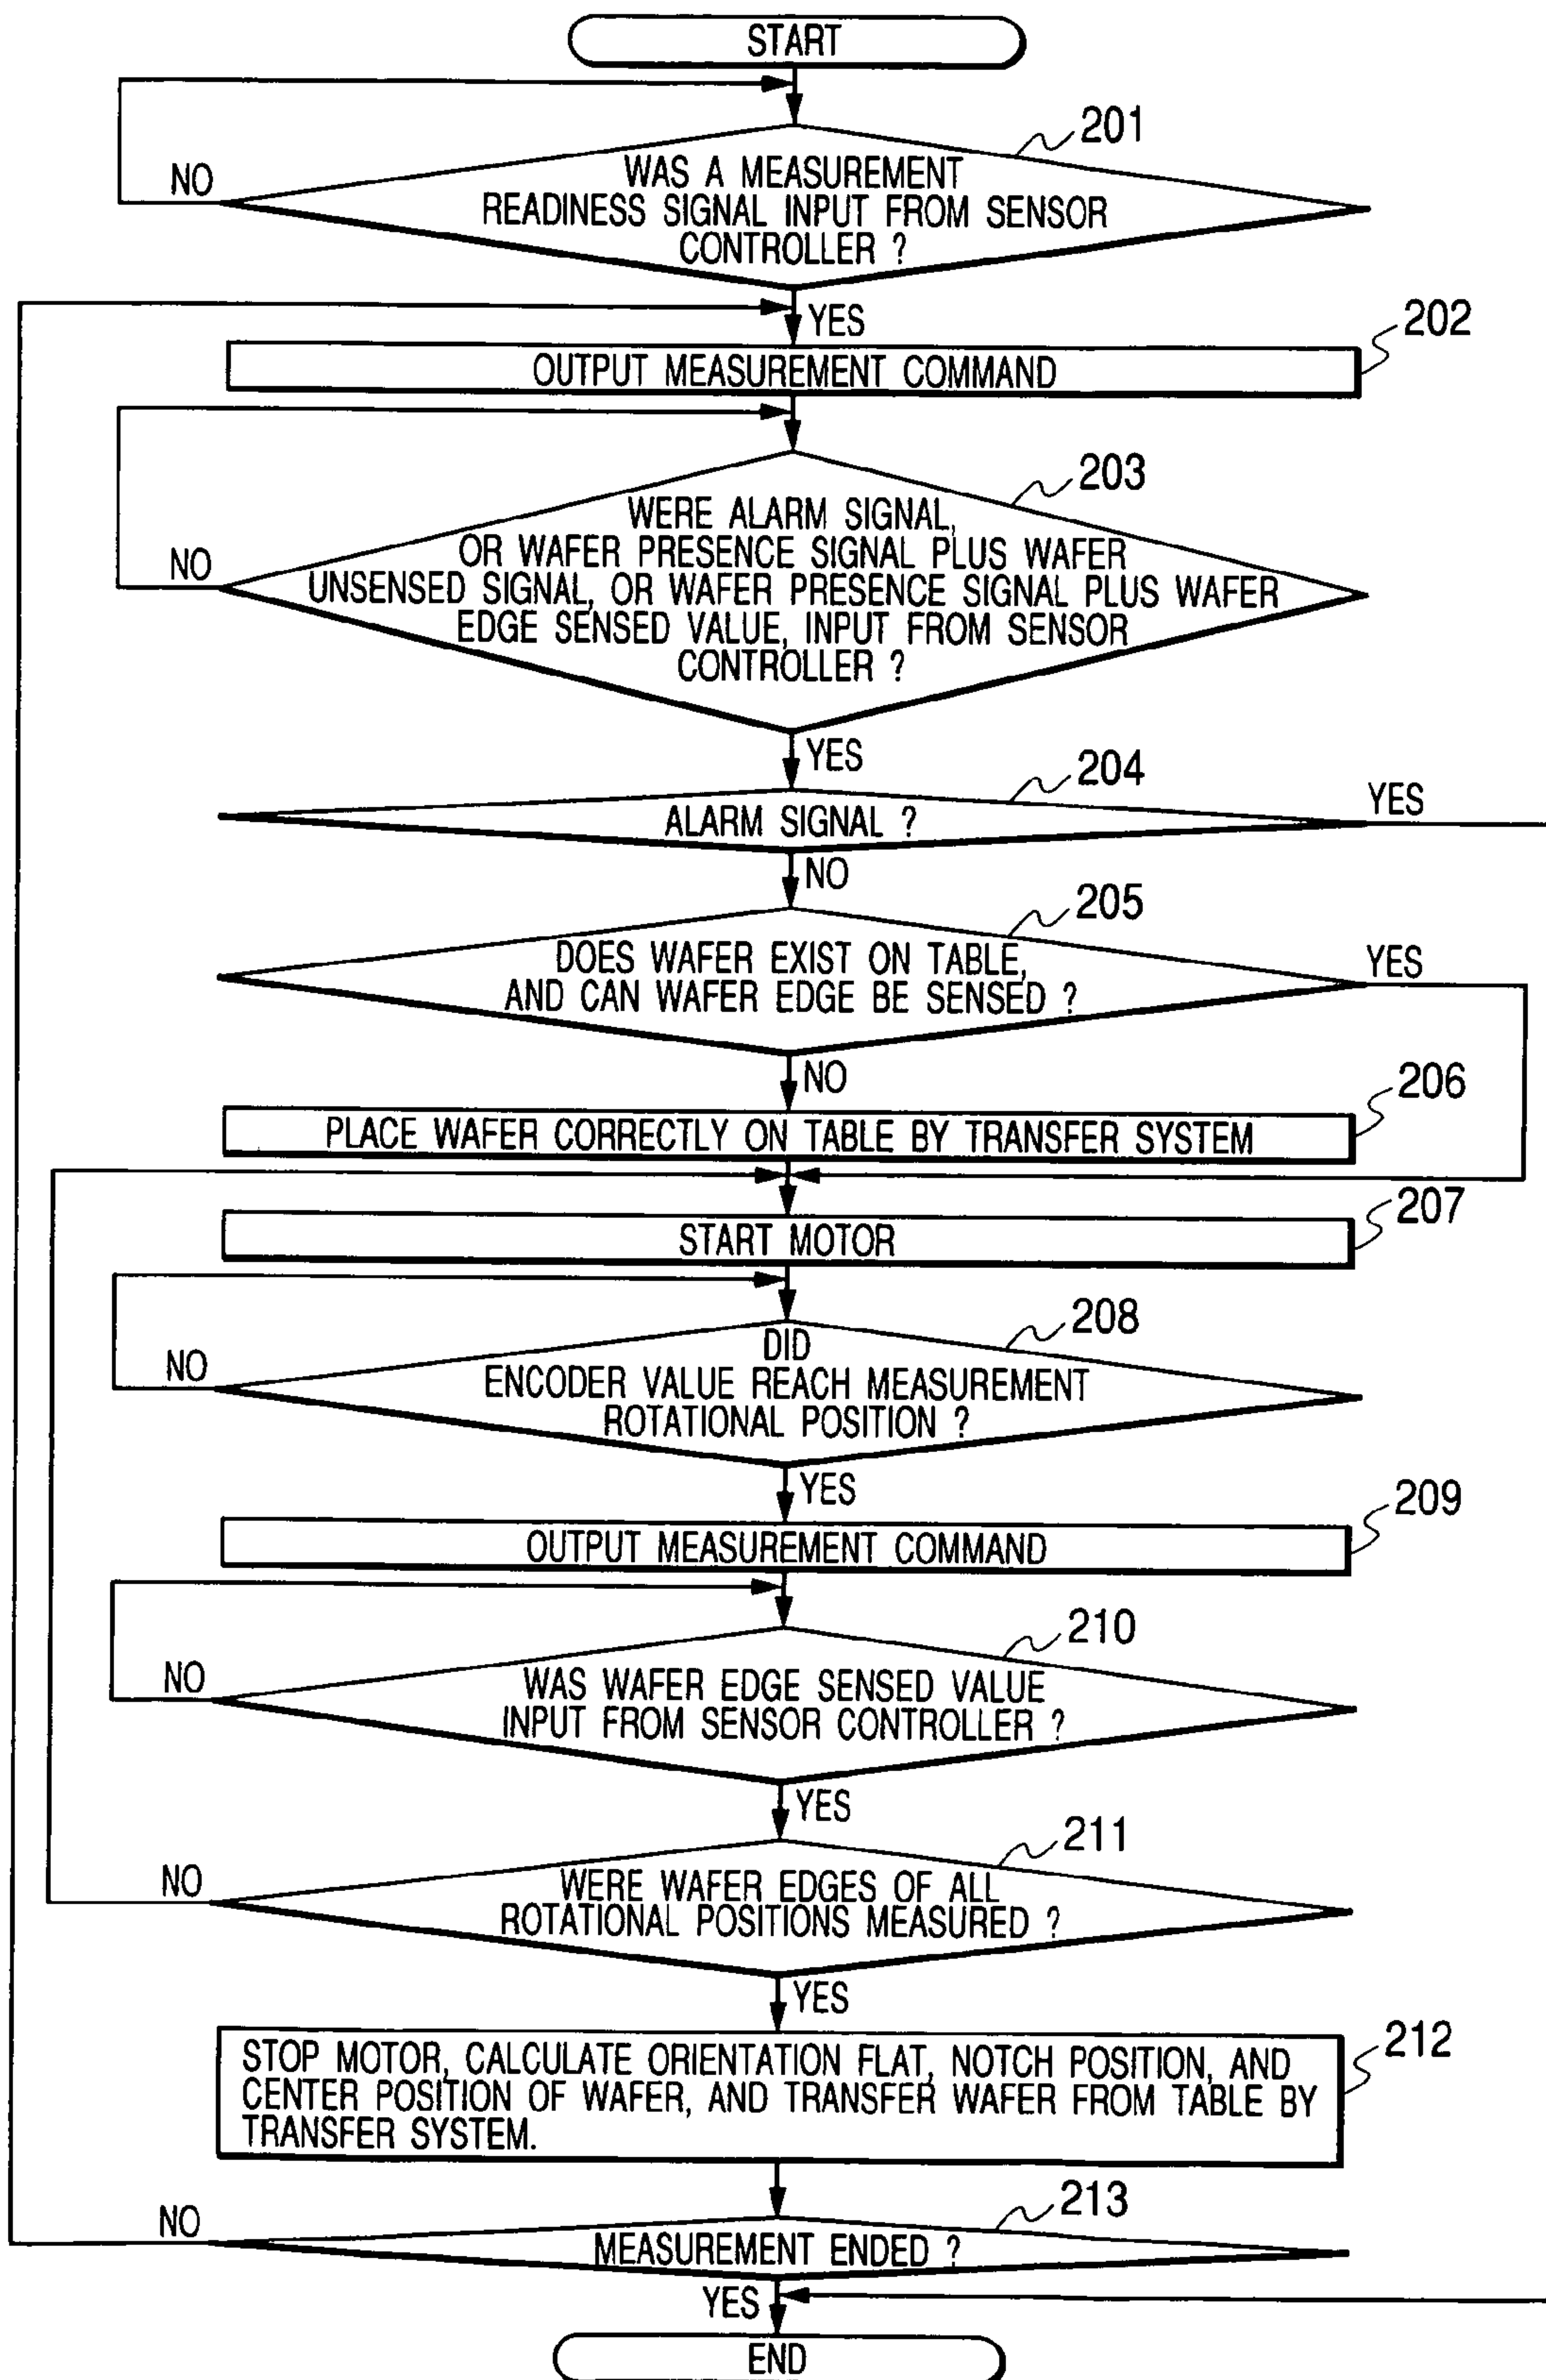 START
201
WAS A MEASUREMENT
NO
READINESS SIGNAL INPUT FROM SENSOR
CONTROLLER ?
YES
202
OUTPUT MEASUREMENT COMMAND
203
WERE ALARM SIGNAL,
OR WAFER PRESENCE SIGNAL PLUS WAFER
NO
UNSENSED SIGNAL, OR WAFER PRESENCE SIGNAL PLUS WAFER
EDGE SENSED VALUE, INPUT FROM SENSOR
CONTROLLER ?
YES
204
YES
ALARM SIGNAL ?
NO
205
DOES WAFER EXIST ON TABLE,
YES
AND CAN WAFER EDGE BE SENSED ?
NO
206
PLACE WAFER CORRECTLY ON TABLE BY TRANSFER SYSTEM
207
START MOTOR
208
DID
NO
ENCODER VALUE REACH MEASUREMENT
ROTATIONAL POSITION ?
YES
209
OUTPUT MEASUREMENT COMMAND
210
NO
WAS WAFER EDGE SENSED VALUE
INPUT FROM SENSOR CONTROLLER ?
YES
211
NO
WERE WAFER EDGES OF ALL
ROTATIONAL POSITIONS MEASURED ?
YES
212
STOP MOTOR, CALCULATE ORIENTATION FLAT, NOTCH POSITION, AND
CENTER POSITION OF WAFER, AND TRANSFER WAFER FROM TABLE BY
TRANSFER SYSTEM.
213
NO
MEASUREMENT ENDED ?
YES
END